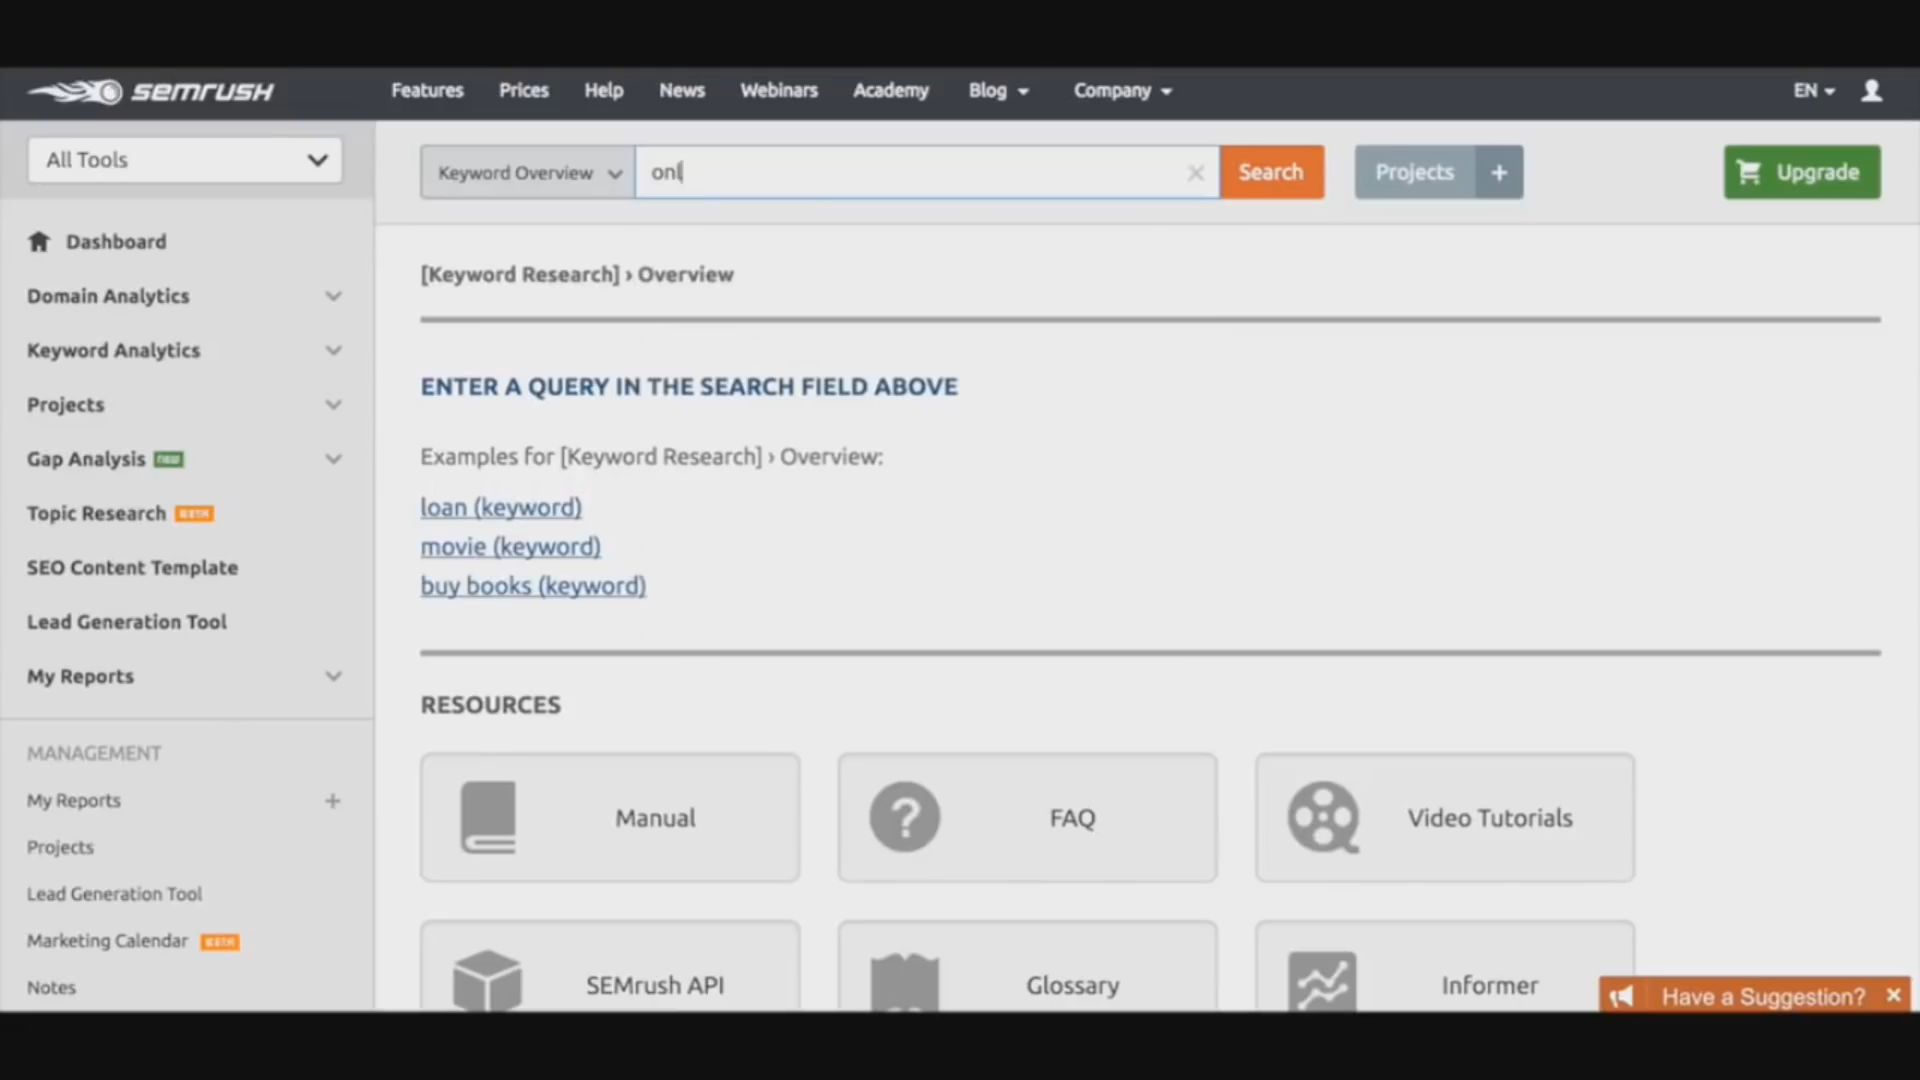 semrush
Features
Prices
Help
News
Webinars
Academy
Blog
Company
EN
All Tools
Keyword Overview
onl
Search
Projects
+
Upgrade
Dashboard
Domain Analytics
Keyword Analytics
Projects
Gap Analysis new
Topic Research BETA
SEO Content Template
Lead Generation Tool
My Reports
MANAGEMENT
My Reports +
Projects
Lead Generation Tool
Marketing Calendar BETA
Notes
[Keyword Research] › Overview
ENTER A QUERY IN THE SEARCH FIELD ABOVE
Examples for [Keyword Research] › Overview:
loan (keyword)
movie (keyword)
buy books (keyword)
RESOURCES
Manual
FAQ
Video Tutorials
SEMrush API
Glossary
Informer
Have a Suggestion?